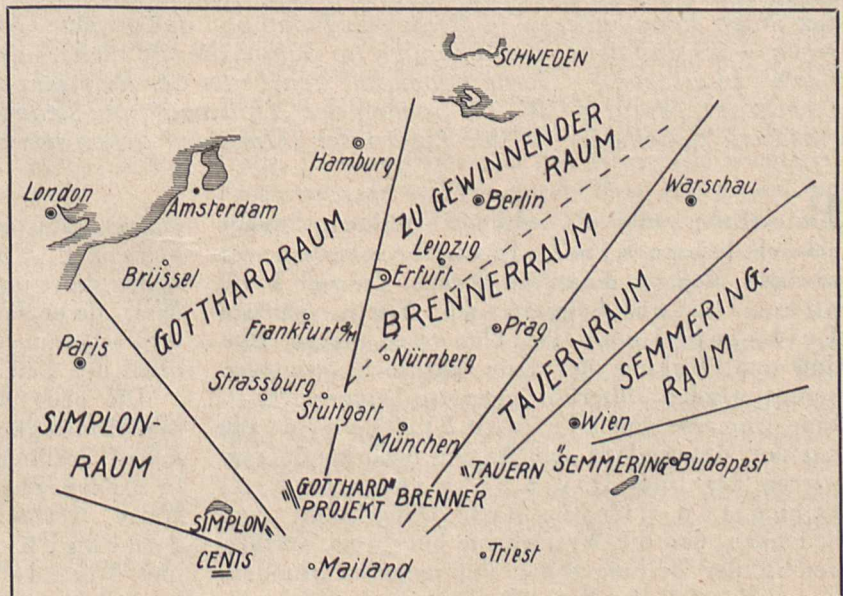 SCHWEDEN
Hamburg
ZU GEWINNENDER
RAUM
London
Amsterdam
Berlin
Warschau
Leipzig
Brüssel
GOTTHARDRAUM
Erfurt
BRENNERRAUM
Frankfurt a/M
Prag
Paris
Nürnberg
TAUERNRAUM
SEMMERING-
RAUM
Strassburg
Stuttgart
SIMPLON-
RAUM
München
Wien
"TAUERN
"SEMMERING
Budapest
"GOTTHARD"
PROJEKT
BRENNER
SIMPLON"
CENIS
Mailand
Triest